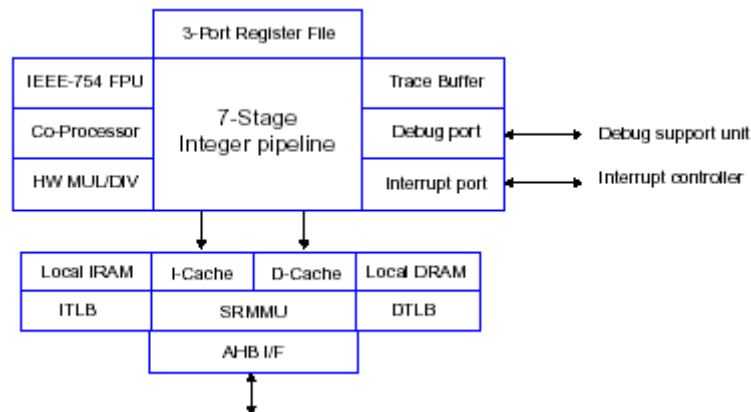 3-Port Register File
IEEE-754 FPU
7-Stage
Integer pipeline
Trace Buffer
Co-Processor
Debug port
Debug support unit
HW MUL/DIV
Interrupt port
Interrupt controller
Local IRAM
I-Cache
D-Cache
Local DRAM
ITLB
SRMMU
DTLB
AHB I/F